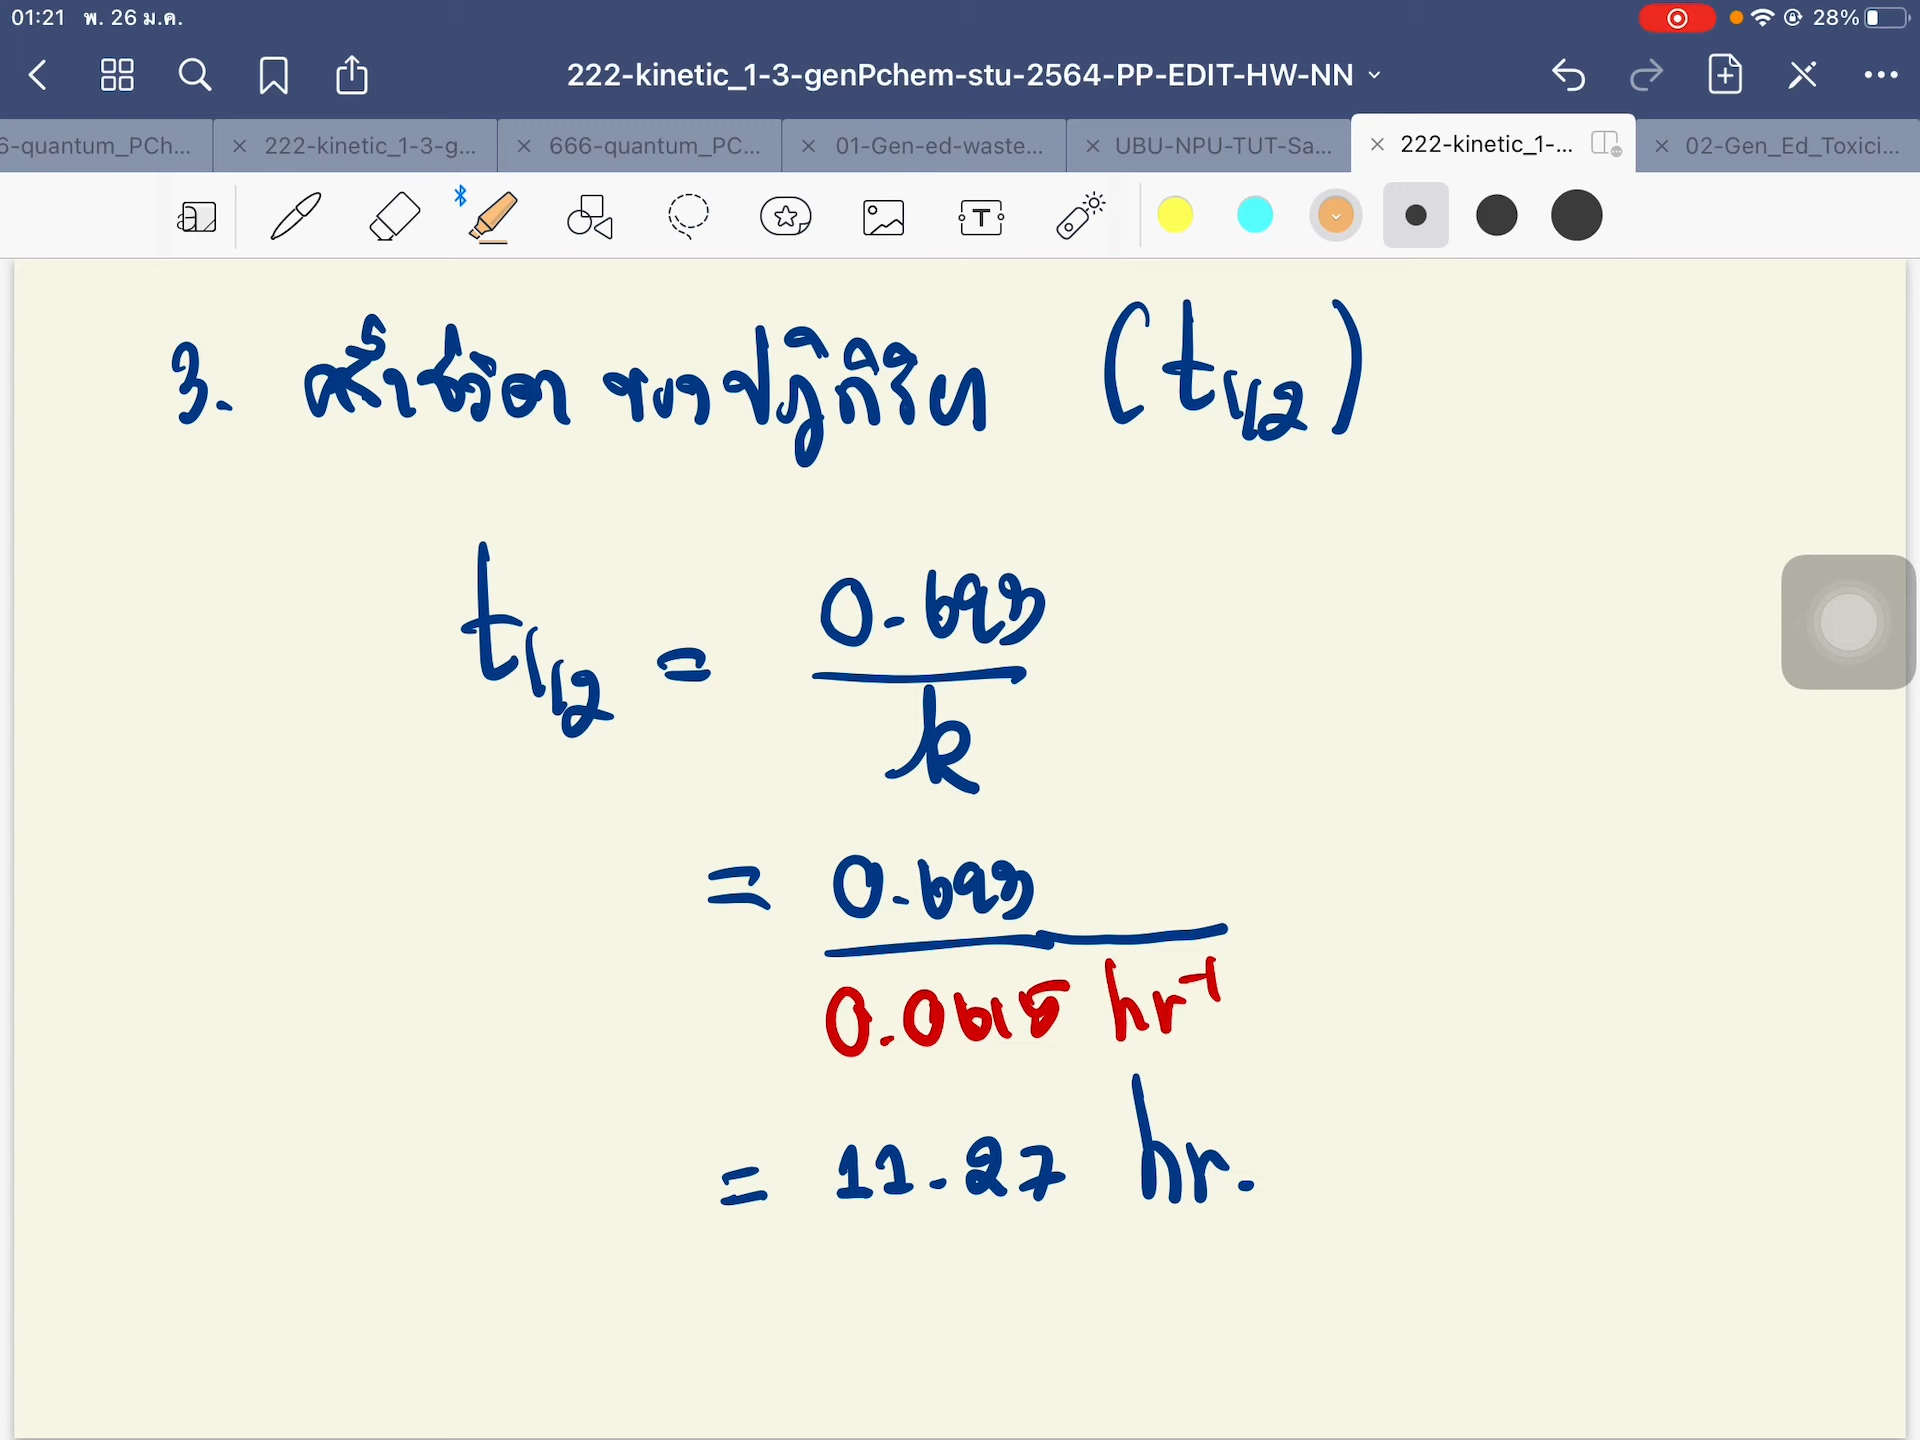 01:21 พ. 26 ม.ค.
28%
222-kinetic_1-3-genPchem-stu-2564-PP-EDIT-HW-NN
6-quantum_PCh... × 222-kinetic_1-3-g... × 666-quantum_PC... × 01-Gen-ed-waste... × UBU-NPU-TUT-Sa... × 222-kinetic_1-... × 02-Gen_Ed_Toxici...
3. ครึ่งชีวิต ของปฏิกิริยา (t1/2)
t1/2 = 0.693
k
= 0.693
0.0615 hr⁻¹
= 11.27 hr.